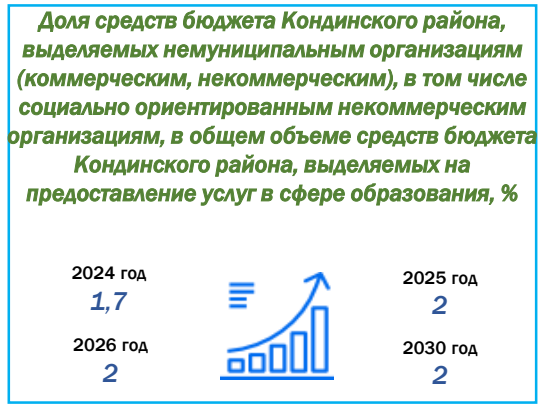 Доля средств бюджета Кондинского района,
выделяемых немуниципальным организациям
(коммерческим, некоммерческим), в том числе
социально ориентированным некоммерческим
организациям, в общем объеме средств бюджета
Кондинского района, выделяемых на
предоставление услуг в сфере образования, %
2024 год
1,7
2025 год
2
2026 год
2
2030 год
2